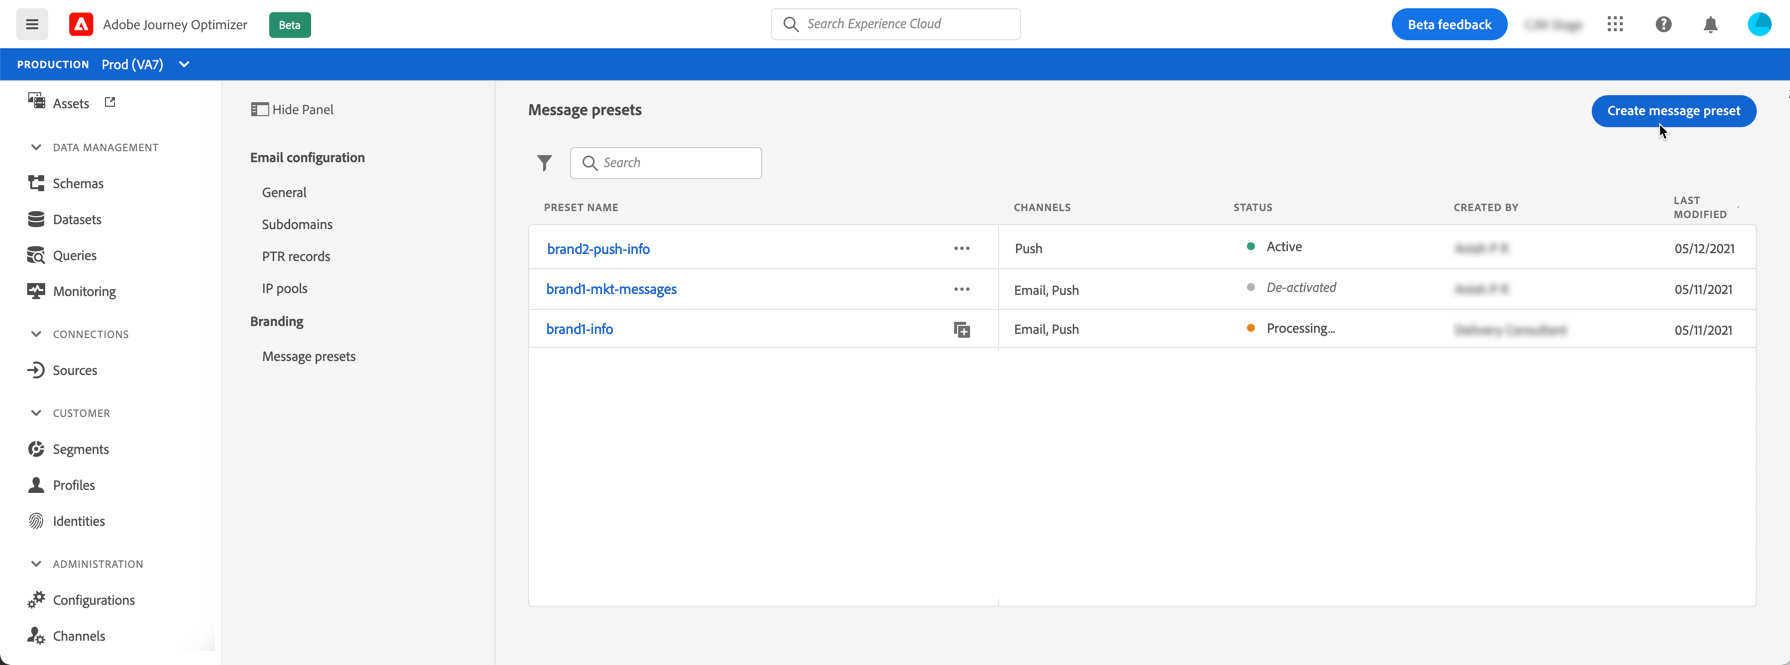 Adobe Journey Optimizer
Beta
Search Experience Cloud
Beta feedback
PRODUCTION Prod (VA7)
Assets
DATA MANAGEMENT
Schemas
Datasets
Queries
Monitoring
CONNECTIONS
Sources
CUSTOMER
Segments
Profiles
Identities
ADMINISTRATION
Configurations
Channels
Hide Panel
Email configuration
General
Subdomains
PTR records
IP pools
Branding
Message presets
Message presets
Create message preset
Search
PRESET NAME CHANNELS STATUS CREATED BY LAST MODIFIED
brand2-push-info Push Active 05/12/2021
brand1-mkt-messages Email, Push De-activated 05/11/2021
brand1-info Email, Push Processing... 05/11/2021